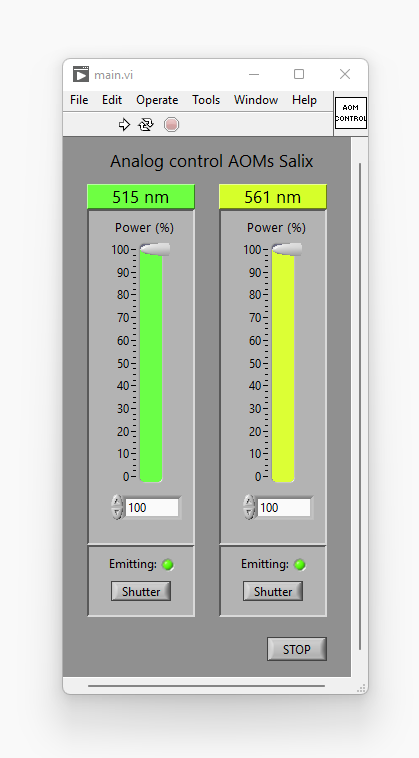 main.vi
File Edit Operate Tools Window Help
AOM
CONTROL
Analog control AOMs Salix
515 nm 561 nm
Power (%) Power (%)
100 100
90 90
80 80
70 70
60 60
50 50
40 40
30 30
20 20
10 10
0 0
100 100
Emitting: Emitting:
Shutter Shutter
STOP